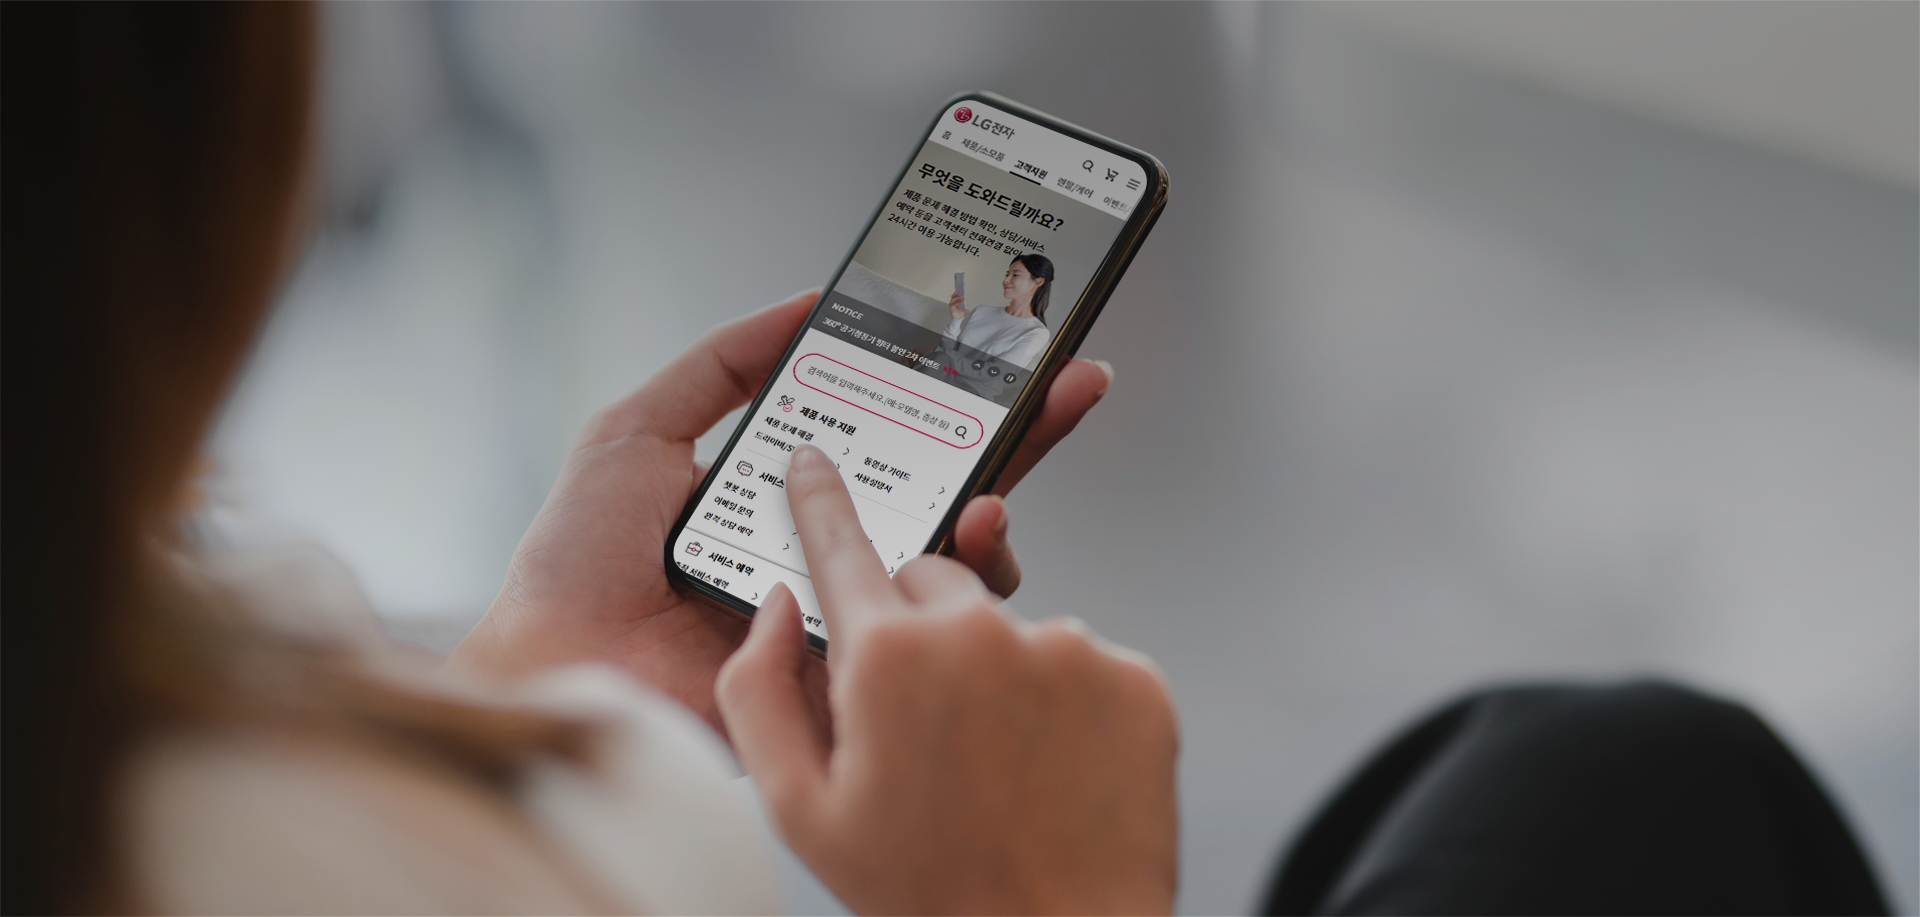 LG전자
홈 제품/소모품 고객지원 렌탈/케어 이벤트/
무엇을 도와드릴까요?
제품 문제 해결 방법 확인, 상담/서비스
예약 등을 고객센터 전화연결 없이
24시간 이용 가능합니다.
NOTICE
360° 공기청정기 필터 할인 2차 이벤트
검색어를 입력해주세요.(예:모델명, 증상 등)
제품 사용 지원
제품 문제 해결
동영상 가이드
드라이버/S
사용설명서
서비스
챗봇 상담
이메일 문의
원격 상담 예약
서비스 예약
서비스 예약
예약